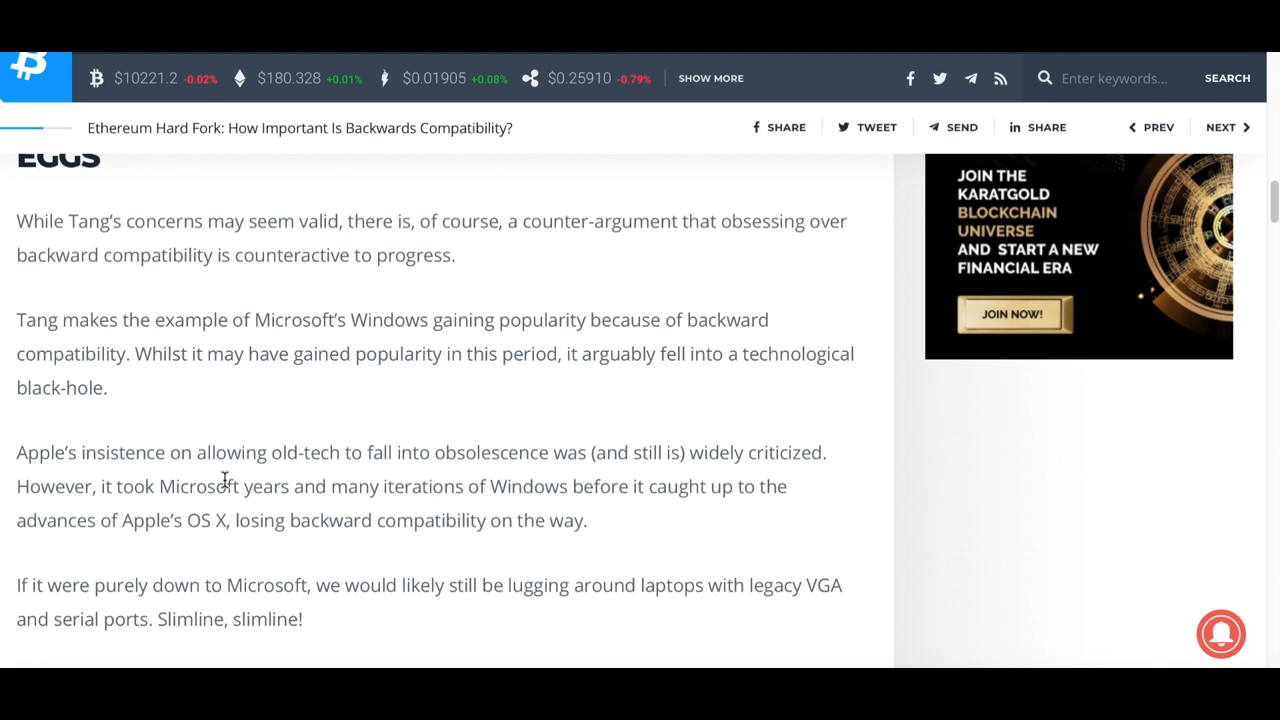 $10221.2 -0.02% $180.328 +0.01% $0.01905 +0.08% $0.25910 -0.79% SHOW MORE Enter keywords... SEARCH
Ethereum Hard Fork: How Important Is Backwards Compatibility? SHARE TWEET SEND SHARE PREV NEXT
EGGS
While Tang's concerns may seem valid, there is, of course, a counter-argument that obsessing over
backward compatibility is counteractive to progress.
Tang makes the example of Microsoft's Windows gaining popularity because of backward
compatibility. Whilst it may have gained popularity in this period, it arguably fell into a technological
black-hole.
Apple's insistence on allowing old-tech to fall into obsolescence was (and still is) widely criticized.
However, it took Microsoft years and many iterations of Windows before it caught up to the
advances of Apple's OS X, losing backward compatibility on the way.
If it were purely down to Microsoft, we would likely still be lugging around laptops with legacy VGA
and serial ports. Slimline, slimline!
JOIN THE
KARATGOLD
BLOCKCHAIN
UNIVERSE
AND START A NEW
FINANCIAL ERA
JOIN NOW!